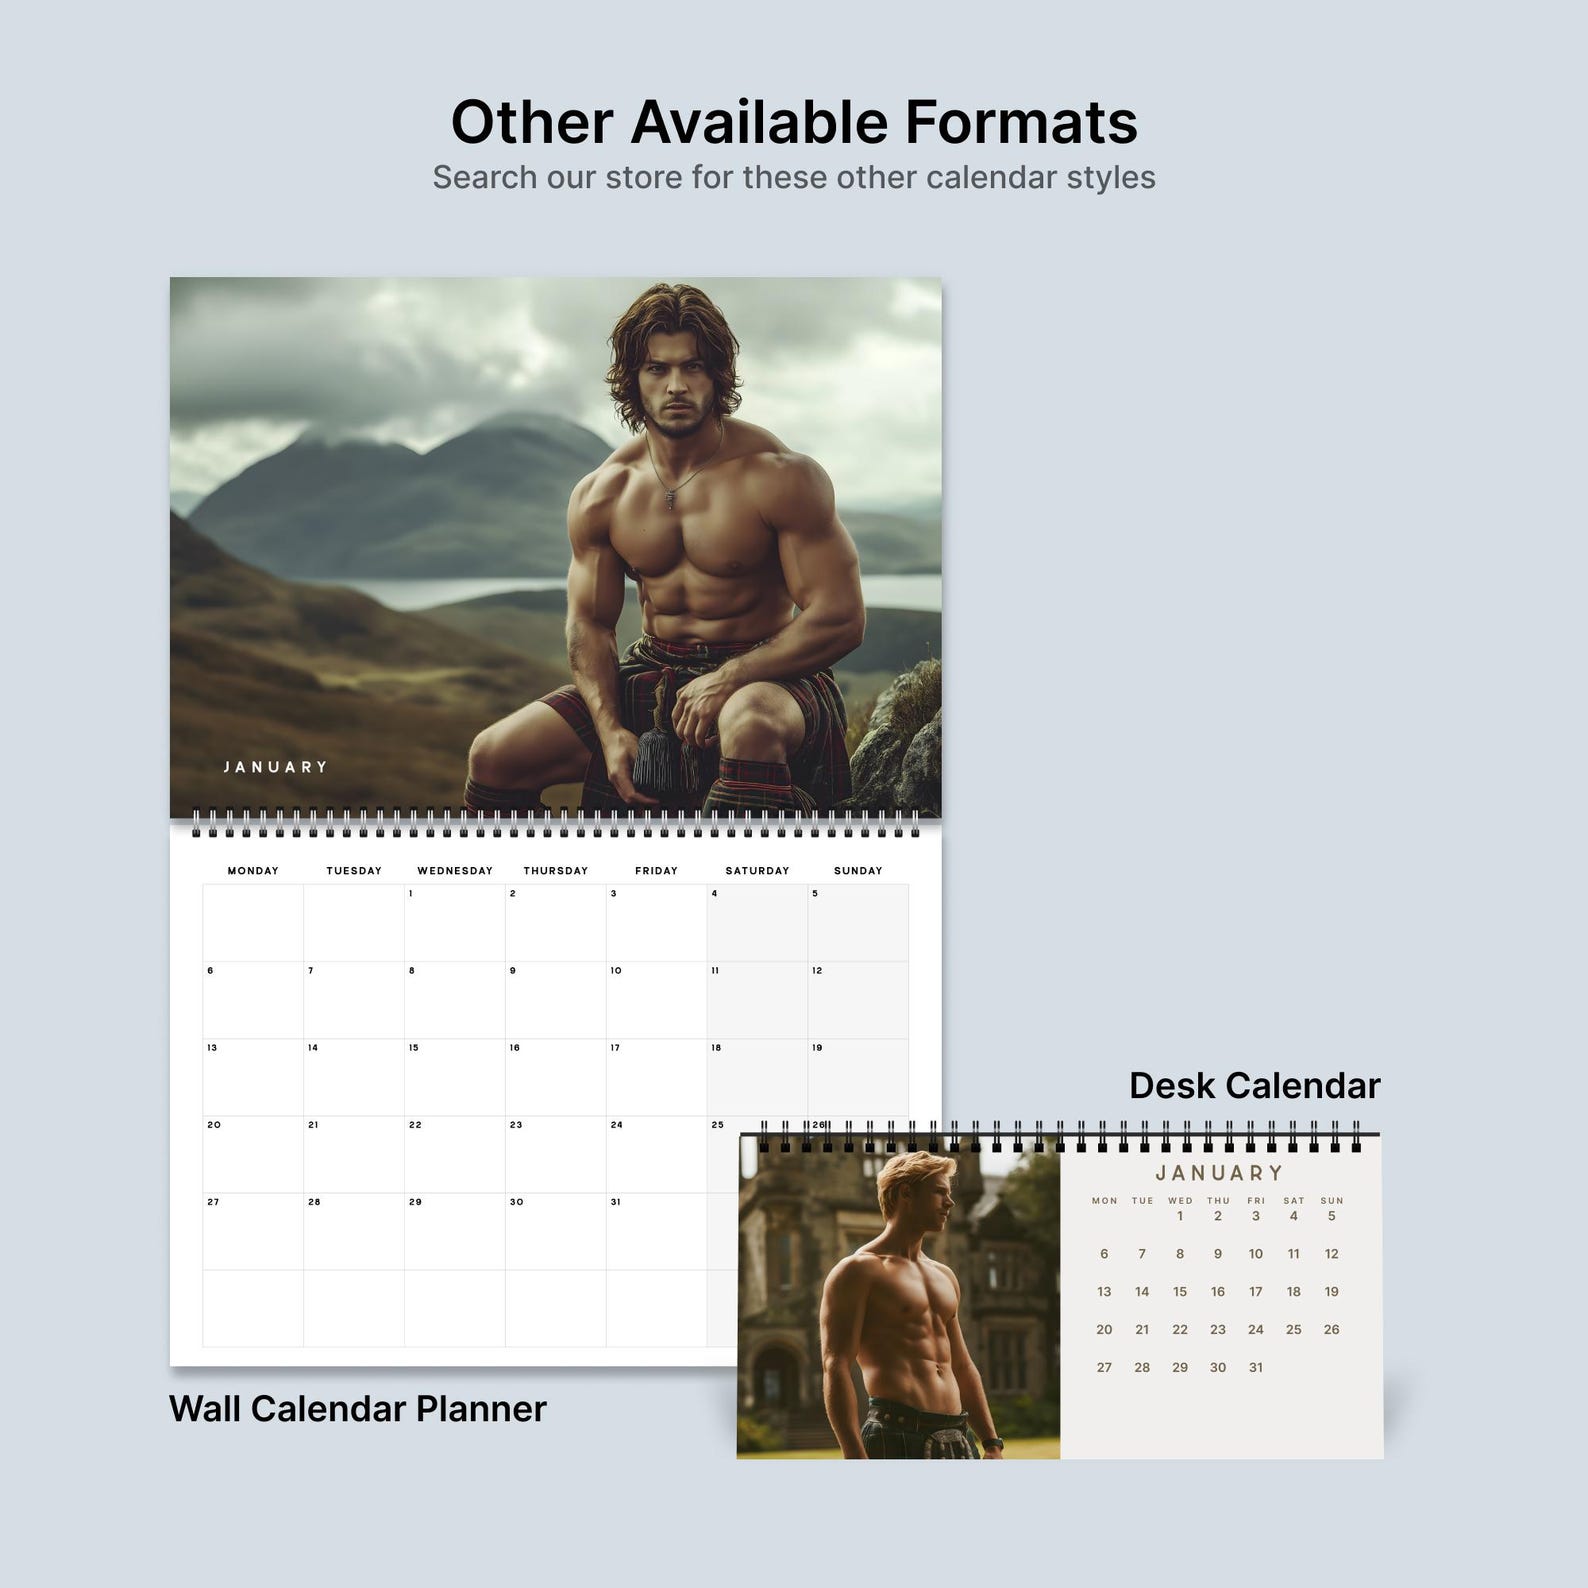 Other Available Formats
Search our store for these other calendar styles
JANUARY
MONDAY TUESDAY WEDNESDAY THURSDAY FRIDAY SATURDAY SUNDAY
1 2 3 4 5
6 7 8 9 10 11 12
13 14 15 16 17 18 19
20 21 22 23 24 25 26
27 28 29 30 31
Wall Calendar Planner
Desk Calendar
JANUARY
MON TUE WED THU FRI SAT SUN
1 2 3 4 5
6 7 8 9 10 11 12
13 14 15 16 17 18 19
20 21 22 23 24 25 26
27 28 29 30 31